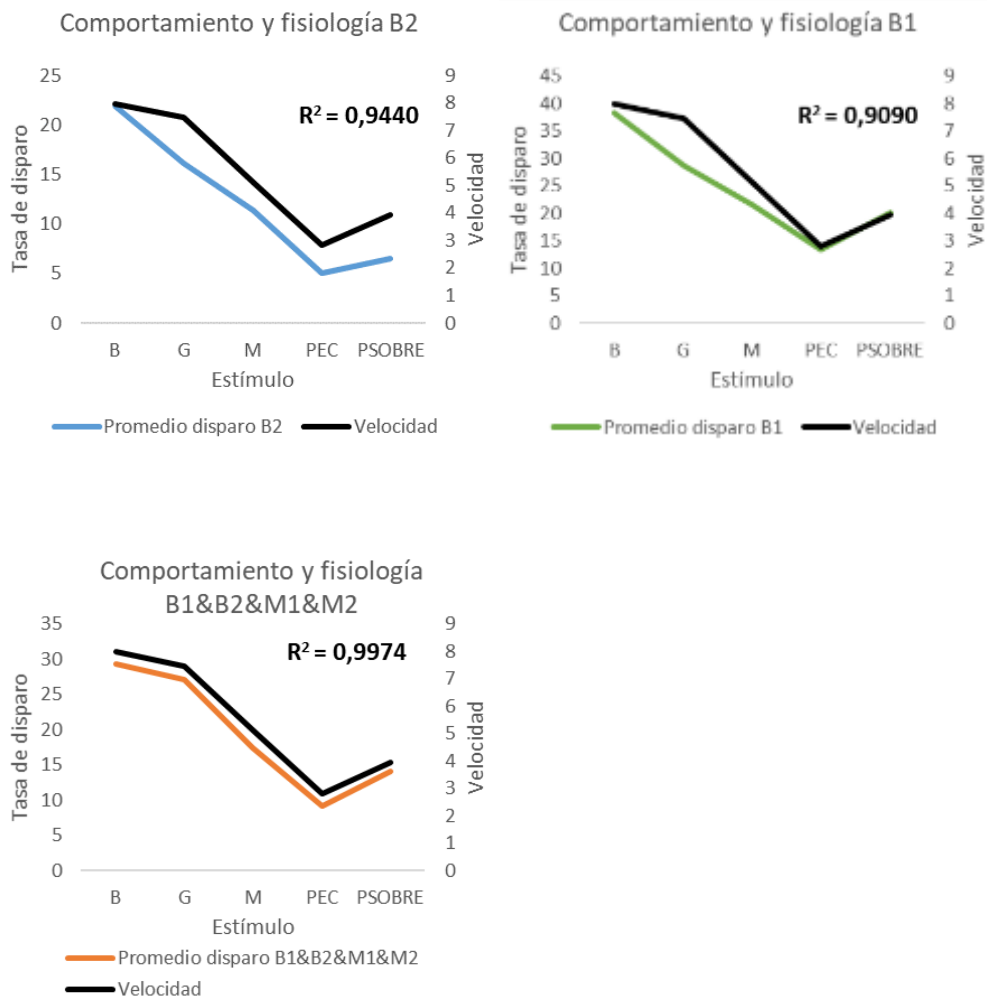 Comportamiento y fisiología B2
R² = 0,9440
25
20
15
10
5
0
Tasa de disparo
9
8
7
6
5
4
3
2
1
0
Velocidad
B G M PEC PSOBRE
Estímulo
Promedio disparo B2 Velocidad
Comportamiento y fisiología B1
R² = 0,9090
45
40
35
30
25
20
15
10
5
0
Tasa de disparo
9
8
7
6
5
4
3
2
1
0
Velocidad
B G M PEC PSOBRE
Estímulo
Promedio disparo B1 Velocidad
Comportamiento y fisiología
B1&B2&M1&M2
R² = 0,9974
35
30
25
20
15
10
5
0
Tasa de disparo
9
8
7
6
5
4
3
2
1
0
Velocidad
B G M PEC PSOBRE
Estímulo
Promedio disparo B1&B2&M1&M2
Velocidad